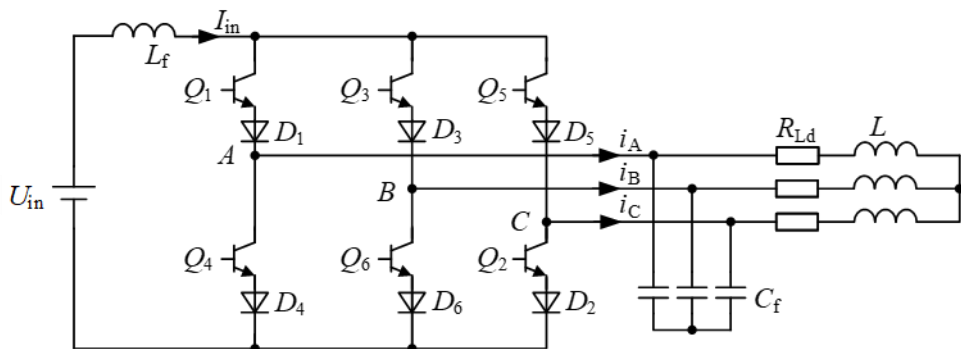 I_in
L_f
Q_1 Q_3 Q_5
D_1 D_3 D_5
R_Ld L
A i_A
B i_B
U_in
C i_C
Q_4 Q_6 Q_2
D_4 D_6 D_2
C_f